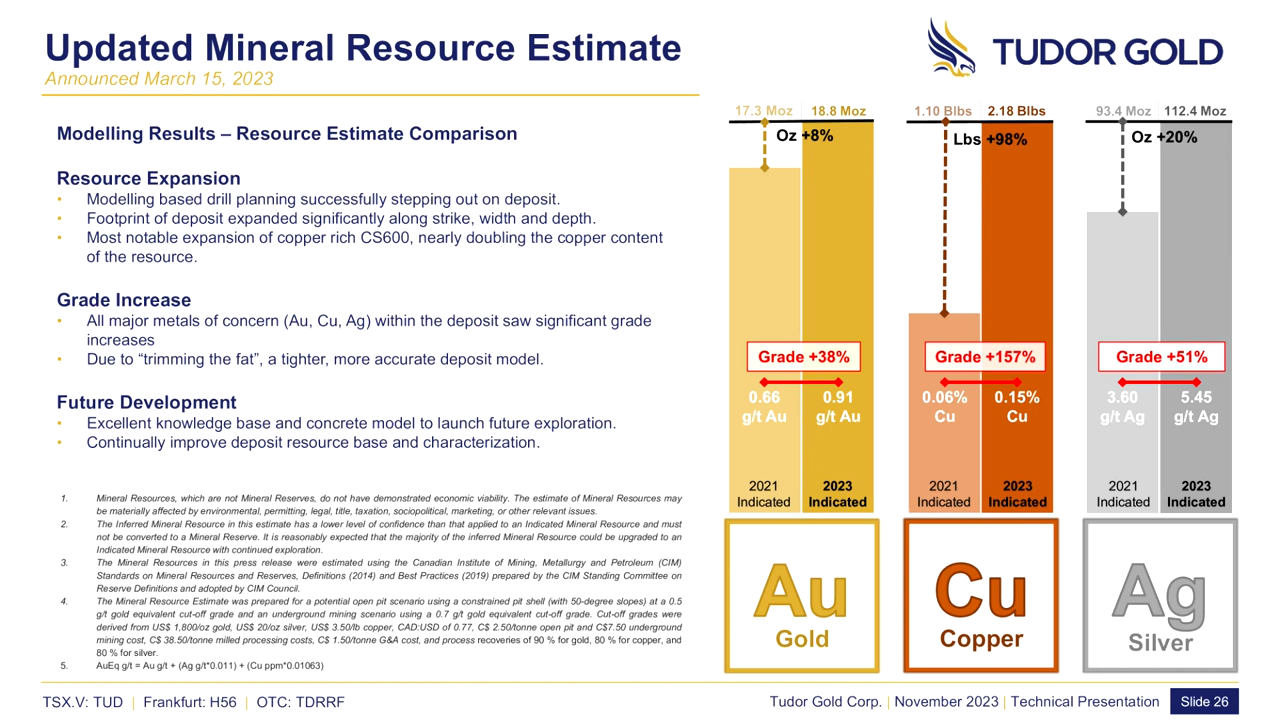 Updated Mineral Resource Estimate
Announced March 15, 2023
TUDOR GOLD
Modelling Results – Resource Estimate Comparison
Resource Expansion
• Modelling based drill planning successfully stepping out on deposit.
• Footprint of deposit expanded significantly along strike, width and depth.
• Most notable expansion of copper rich CS600, nearly doubling the copper content
of the resource.
Grade Increase
• All major metals of concern (Au, Cu, Ag) within the deposit saw significant grade
increases
• Due to “trimming the fat”, a tighter, more accurate deposit model.
Future Development
• Excellent knowledge base and concrete model to launch future exploration.
• Continually improve deposit resource base and characterization.
1. Mineral Resources, which are not Mineral Reserves, do not have demonstrated economic viability. The estimate of Mineral Resources may
be materially affected by environmental, permitting, legal, title, taxation, sociopolitical, marketing, or other relevant issues.
2. The Inferred Mineral Resource in this estimate has a lower level of confidence than that applied to an Indicated Mineral Resource and must
not be converted to a Mineral Reserve. It is reasonably expected that the majority of the inferred Mineral Resource could be upgraded to an
Indicated Mineral Resource with continued exploration.
3. The Mineral Resources in this press release were estimated using the Canadian Institute of Mining, Metallurgy and Petroleum (CIM)
Standards on Mineral Resources and Reserves, Definitions (2014) and Best Practices (2019) prepared by the CIM Standing Committee on
Reserve Definitions and adopted by CIM Council.
4. The Mineral Resource Estimate was prepared for a potential open pit scenario using a constrained pit shell (with 50-degree slopes) at a 0.5
g/t gold equivalent cut-off grade and an underground mining scenario using a 0.7 g/t gold equivalent cut-off grade. Cut-off grades were
derived from US$ 1,800/oz gold, US$ 20/oz silver, US$ 3.50/lb copper, CAD:USD of 0.77, C$ 2.50/tonne open pit and C$7.50 underground
mining cost, C$ 38.50/tonne milled processing costs, C$ 1.50/tonne G&A cost, and process recoveries of 90 % for gold, 80 % for copper, and
80 % for silver.
5. AuEq g/t = Au g/t + (Ag g/t*0.011) + (Cu ppm*0.01063)
17.3 Moz 18.8 Moz
Oz +8%
Grade +38%
0.66 0.91
g/t Au g/t Au
2021 2023
Indicated Indicated
Au
Gold
1.10 Blbs 2.18 Blbs
Lbs +98%
Grade +157%
0.06% 0.15%
Cu Cu
2021 2023
Indicated Indicated
Cu
Copper
93.4 Moz 112.4 Moz
Oz +20%
Grade +51%
3.60 5.45
g/t Ag g/t Ag
2021 2023
Indicated Indicated
Ag
Silver
TSX.V: TUD | Frankfurt: H56 | OTC: TDRRF
Tudor Gold Corp. | November 2023 | Technical Presentation Slide 26